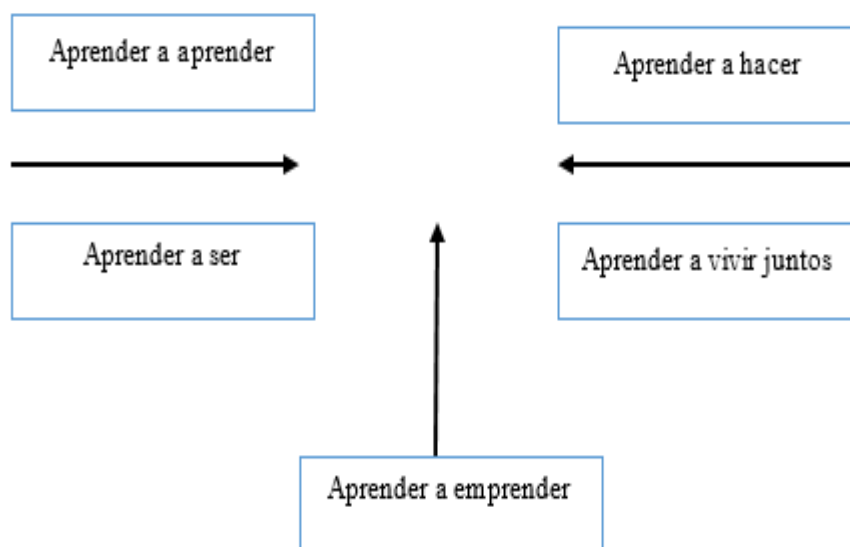 Aprender a aprender
Aprender a hacer
Aprender a ser
Aprender a vivir juntos
Aprender a emprender